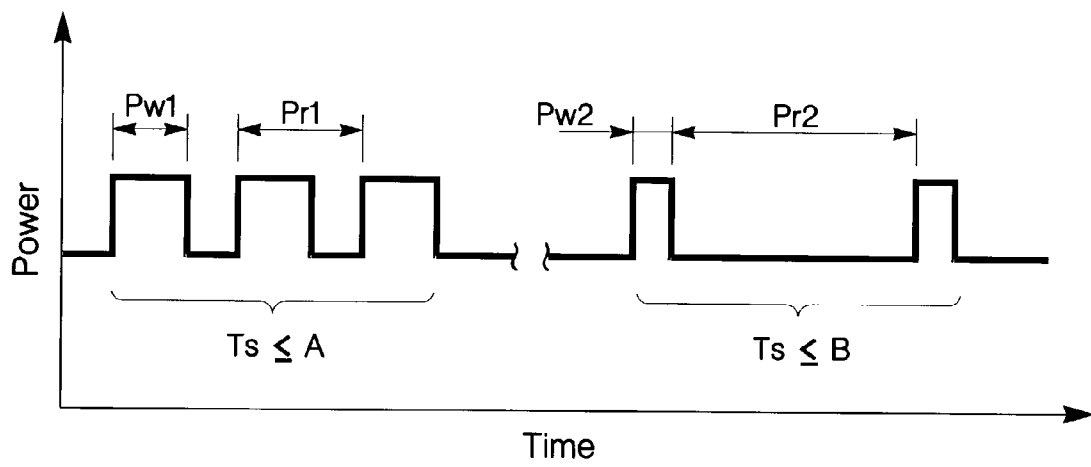 Pw1
Pr1
Pw2
Pr2
Power
Ts ≤ A
Ts ≤ B
Time